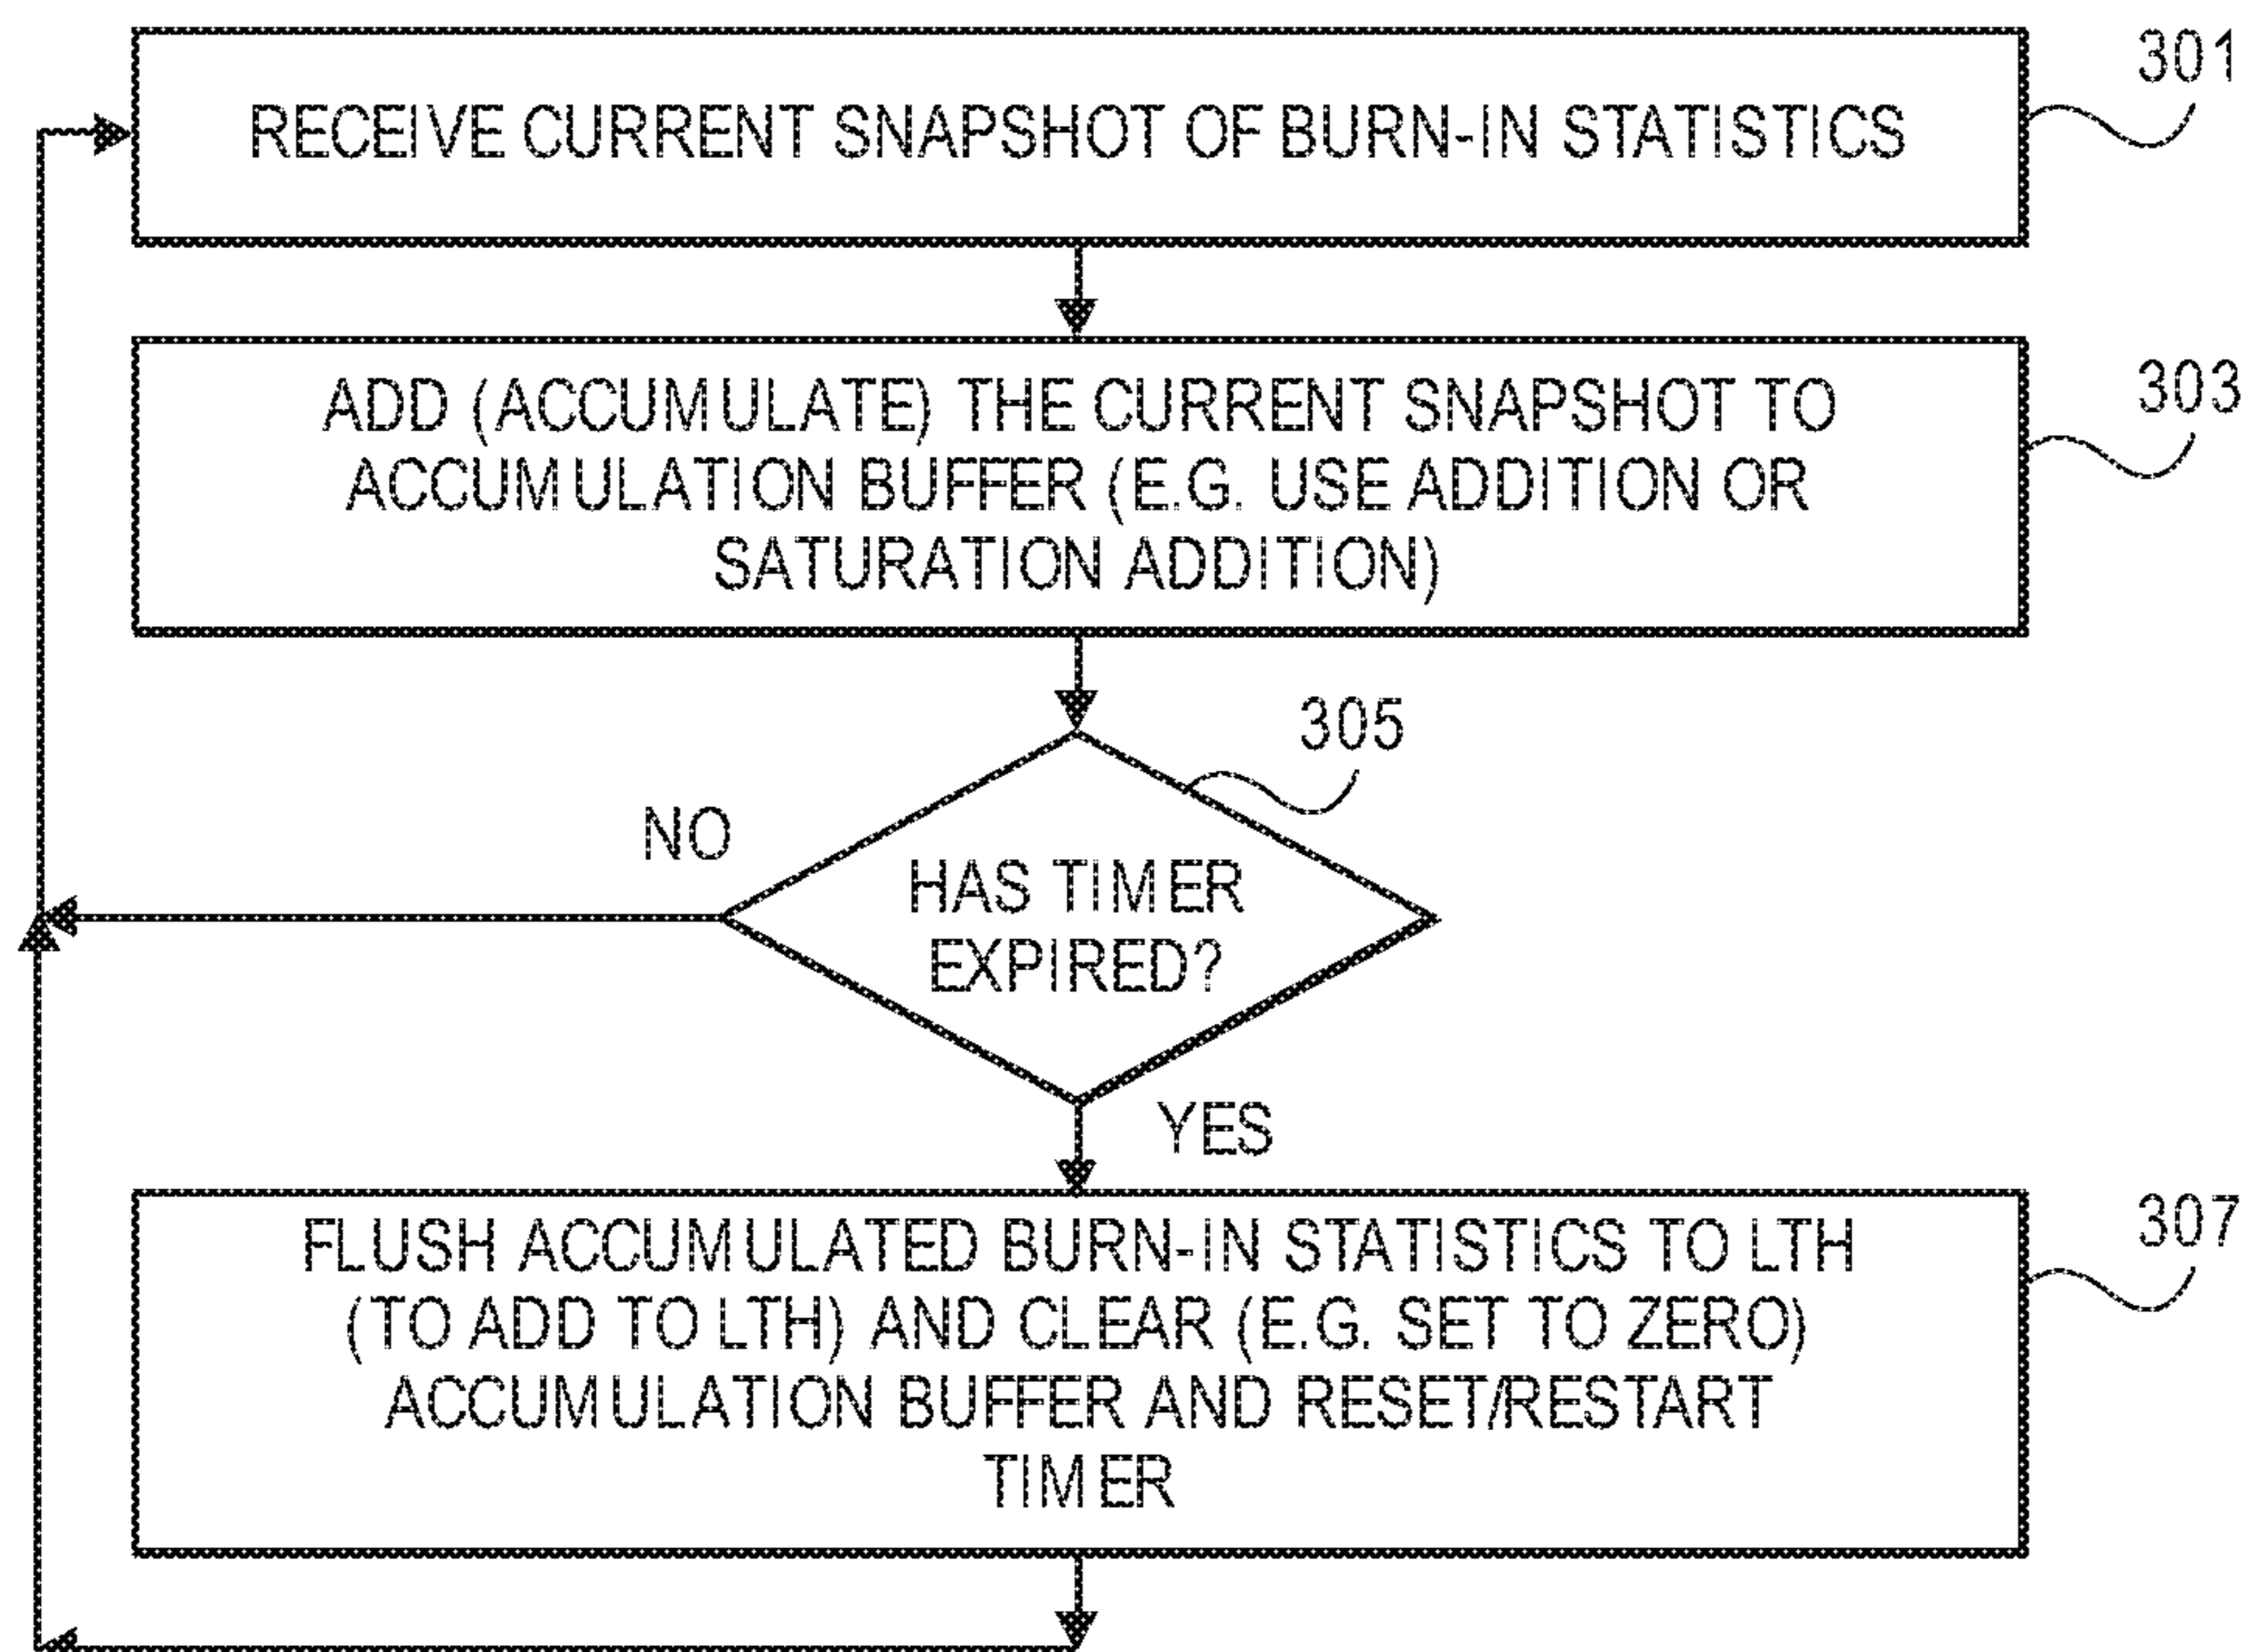 301
RECEIVE CURRENT SNAPSHOT OF BURN-IN STATISTICS
303
ADD (ACCUMULATE) THE CURRENT SNAPSHOT TO
ACCUMULATION BUFFER (E.G. USE ADDITION OR
SATURATION ADDITION)
305
NO
HAS TIMER
EXPIRED?
YES
307
FLUSH ACCUMULATED BURN-IN STATISTICS TO LTH
(TO ADD TO LTH) AND CLEAR (E.G. SET TO ZERO)
ACCUMULATION BUFFER AND RESET/RESTART
TIMER